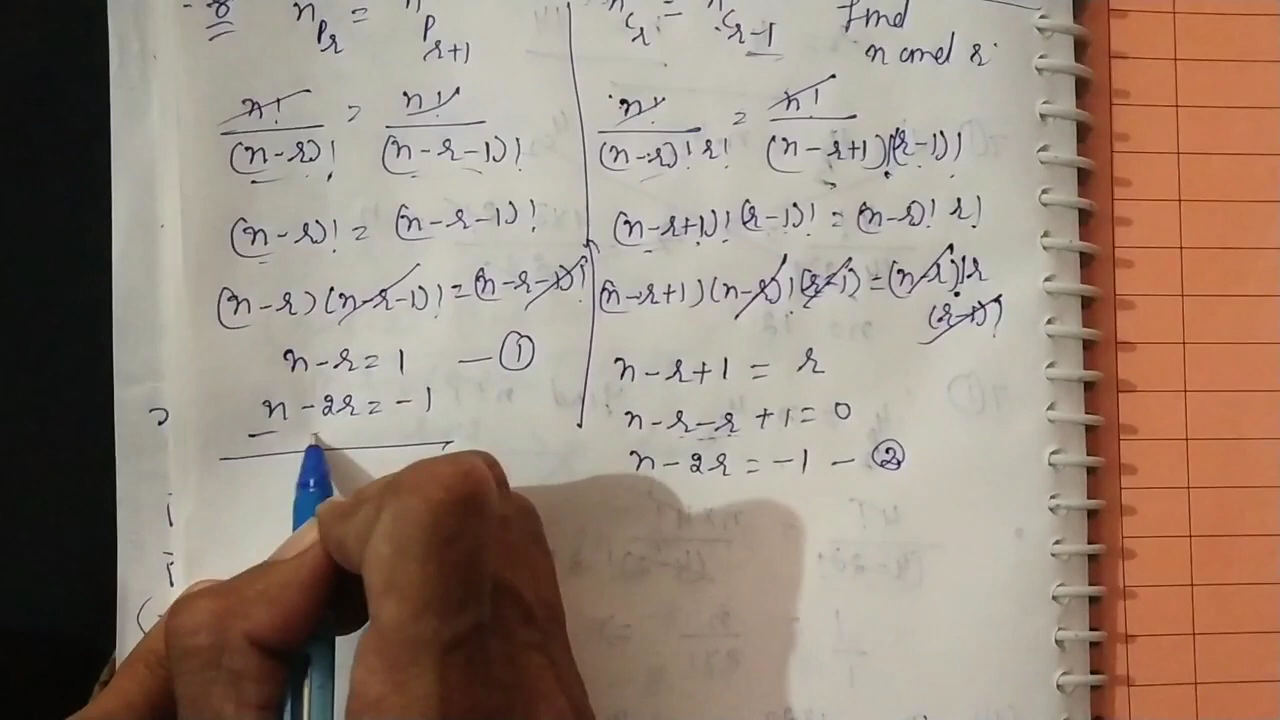 8 nPr = nPr+1
n! / (n-r)! = n! / (n-r-1)!
(n-r)! = (n-r-1)!
(n-r)(n-r-1)! = (n-r-1)!
n-r = 1 — ①
n-2r = -1
—
nCr = nCr-1 Find
n and r
n! / (n-r)! r! = n! / (n-r+1)! (r-1)!
(n-r+1)! (r-1)! = (n-r)! r!
(n-r+1)(n-r)! (r-1)! = (n-r)! r
(r-1)!
n-r+1 = r
n-r-r+1=0
n-2r = -1 — ②